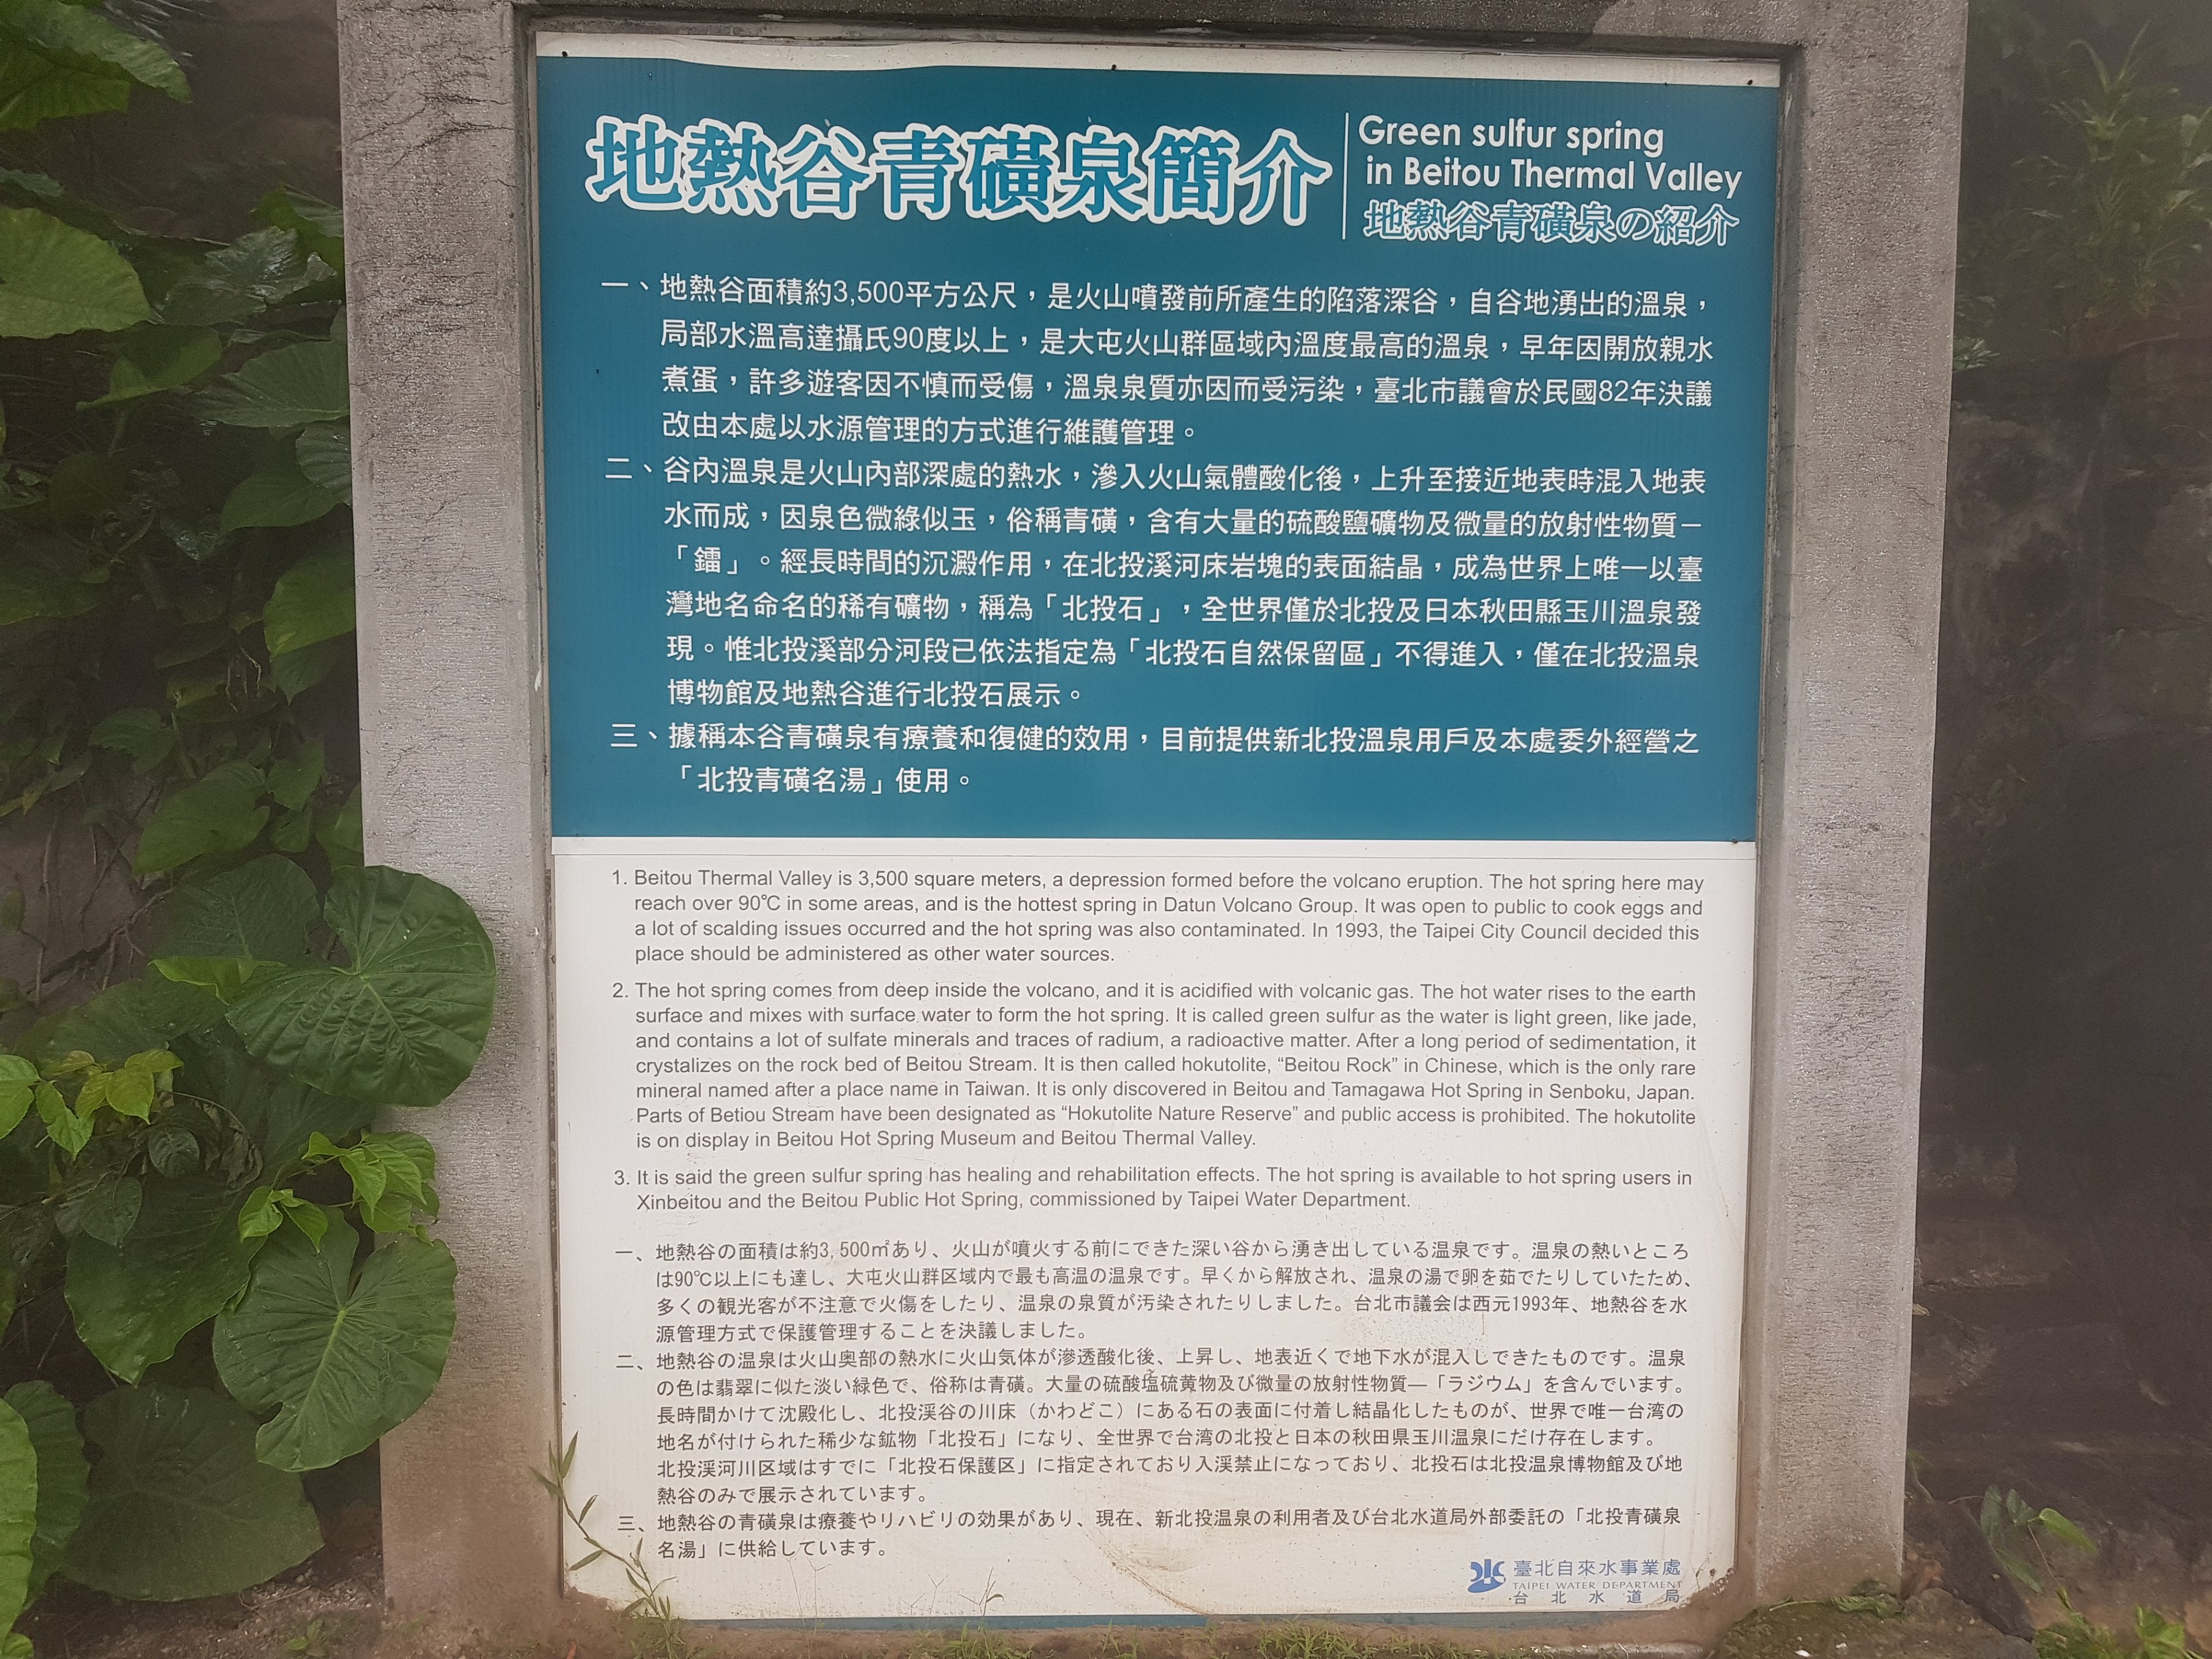 地熱谷青磺泉簡介
Green sulfur spring
in Beitou Thermal Valley
地熱谷青磺泉の紹介
一、地熱谷面積約3,500平方公尺，是火山噴發前所產生的陷落深谷，自谷地湧出的溫泉，
局部水溫高達攝氏90度以上，是大屯火山群區域內溫度最高的溫泉，早年因開放親水
煮蛋，許多遊客因不慎而受傷，溫泉泉質亦因而受污染，臺北市議會於民國82年決議
改由本處以水源管理的方式進行維護管理。
二、谷內溫泉是火山內部深處的熱水，滲入火山氣體酸化後，上升至接近地表時混入地表
水而成，因泉色微綠似玉，俗稱青磺，含有大量的硫酸鹽礦物及微量的放射性物質－
「鐳」。經長時間的沉澱作用，在北投溪河床岩塊的表面結晶，成為世界上唯一以臺
灣地名命名的稀有礦物，稱為「北投石」，全世界僅於北投及日本秋田縣玉川溫泉發
現。惟北投溪部分河段已依法指定為「北投石自然保留區」不得進入，僅在北投溫泉
博物館及地熱谷進行北投石展示。
三、據稱本谷青磺泉有療養和復健的效用，目前提供新北投溫泉用戶及本處委外經營之
「北投青磺名湯」使用。
1. Beitou Thermal Valley is 3,500 square meters, a depression formed before the volcano eruption. The hot spring here may
reach over 90℃ in some areas, and is the hottest spring in Datun Volcano Group. It was open to public to cook eggs and
a lot of scalding issues occurred and the hot spring was also contaminated. In 1993, the Taipei City Council decided this
place should be administered as other water sources.
2. The hot spring comes from deep inside the volcano, and it is acidified with volcanic gas. The hot water rises to the earth
surface and mixes with surface water to form the hot spring. It is called green sulfur as the water is light green, like jade,
and contains a lot of sulfate minerals and traces of radium, a radioactive matter. After a long period of sedimentation, it
crystalizes on the rock bed of Beitou Stream. It is then called hokutolite, “Beitou Rock” in Chinese, which is the only rare
mineral named after a place name in Taiwan. It is only discovered in Beitou and Tamagawa Hot Spring in Senboku, Japan.
Parts of Betiou Stream have been designated as “Hokutolite Nature Reserve” and public access is prohibited. The hokutolite
is on display in Beitou Hot Spring Museum and Beitou Thermal Valley.
3. It is said the green sulfur spring has healing and rehabilitation effects. The hot spring is available to hot spring users in
Xinbeitou and the Beitou Public Hot Spring, commissioned by Taipei Water Department.
一、地熱谷の面積は約3,500㎡あり、火山が噴火する前にできた深い谷から湧き出している温泉です。温泉の熱いところ
は90℃以上にも達し、大屯火山群区域内で最も高温の温泉です。早くから解放され、温泉の湯で卵を茹でたりしていたため、
多くの観光客が不注意で火傷をしたり、温泉の泉質が汚染されたりしました。台北市議会は西元1993年、地熱谷を水
源管理方式で保護管理することを決議しました。
二、地熱谷の温泉は火山奥部の熱水に火山気体が滲透酸化後、上昇し、地表近くで地下水が混入しできたものです。温泉
の色は翡翠に似た淡い緑色で、俗称は青磺。大量の硫酸塩硫黄物及び微量の放射性物質―「ラジウム」を含んでいます。
長時間かけて沈殿化し、北投渓谷の川床（かわどこ）にある石の表面に付着し結晶化したものが、世界で唯一台湾の
地名が付けられた稀少な鉱物「北投石」になり、全世界で台湾の北投と日本の秋田県玉川温泉にだけ存在します。
北投渓河川区域はすでに「北投石保護区」に指定されており入渓禁止になっており、北投石は北投温泉博物館及び地
熱谷のみで展示されています。
三、地熱谷の青磺泉は療養やリハビリの効果があり、現在、新北投温泉の利用者及び台北水道局外部委託の「北投青磺泉
名湯」に供給しています。
臺北自來水事業處
TAIPEI WATER DEPARTMENT
台北水道局